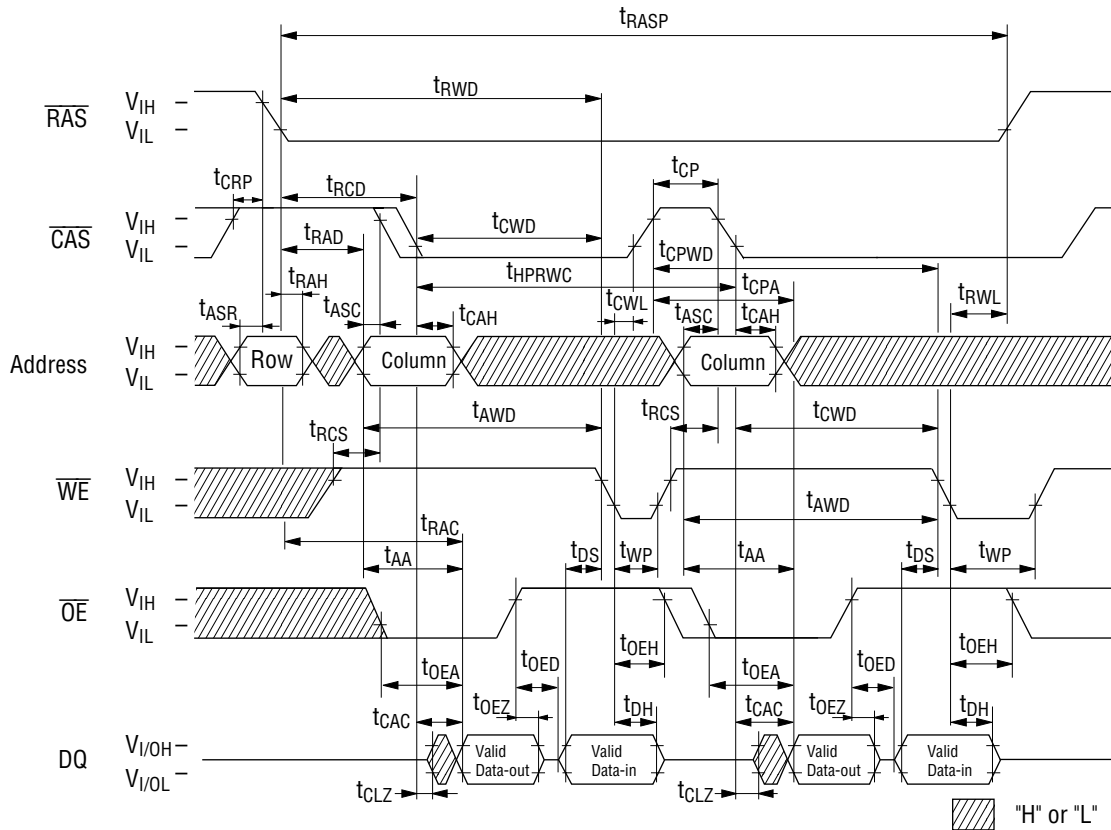 tRASP
tRWD
RAS VIH
VIL
tCRP tRCD tCP
CAS VIH
VIL
tRAD tCWD tCPWD
tHPRWC tCPA
tRAH tCWL tRWL
tASR tASC tCAH tASC tCAH
Address VIH
VIL
Row Column Column
tAWD tRCS tCWD
tRCS
WE VIH
VIL
tAWD
tRAC
tAA tDS tWP tAA tDS tWP
OE VIH
VIL
tOEA tOED tOEH tOEA tOED tOEH
tCAC tOEZ tDH tCAC tOEZ tDH
DQ VI/OH
VI/OL
Valid Data-out
Valid Data-in
Valid Data-out
Valid Data-in
tCLZ tCLZ
"H" or "L"